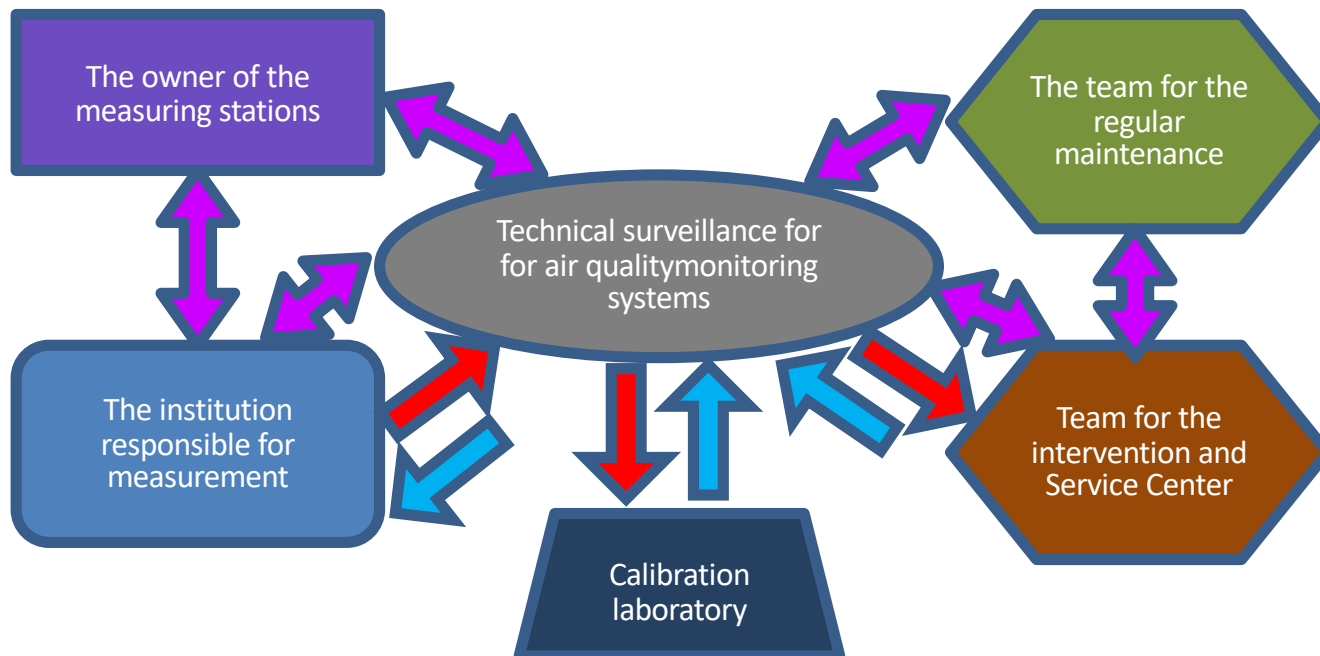 The owner of the
measuring stations
The team for the
regular
maintenance
Technical surveillance for
for air qualitymonitoring
systems
The institution
responsible for
measurement
Team for the
intervention and
Service Center
Calibration
laboratory